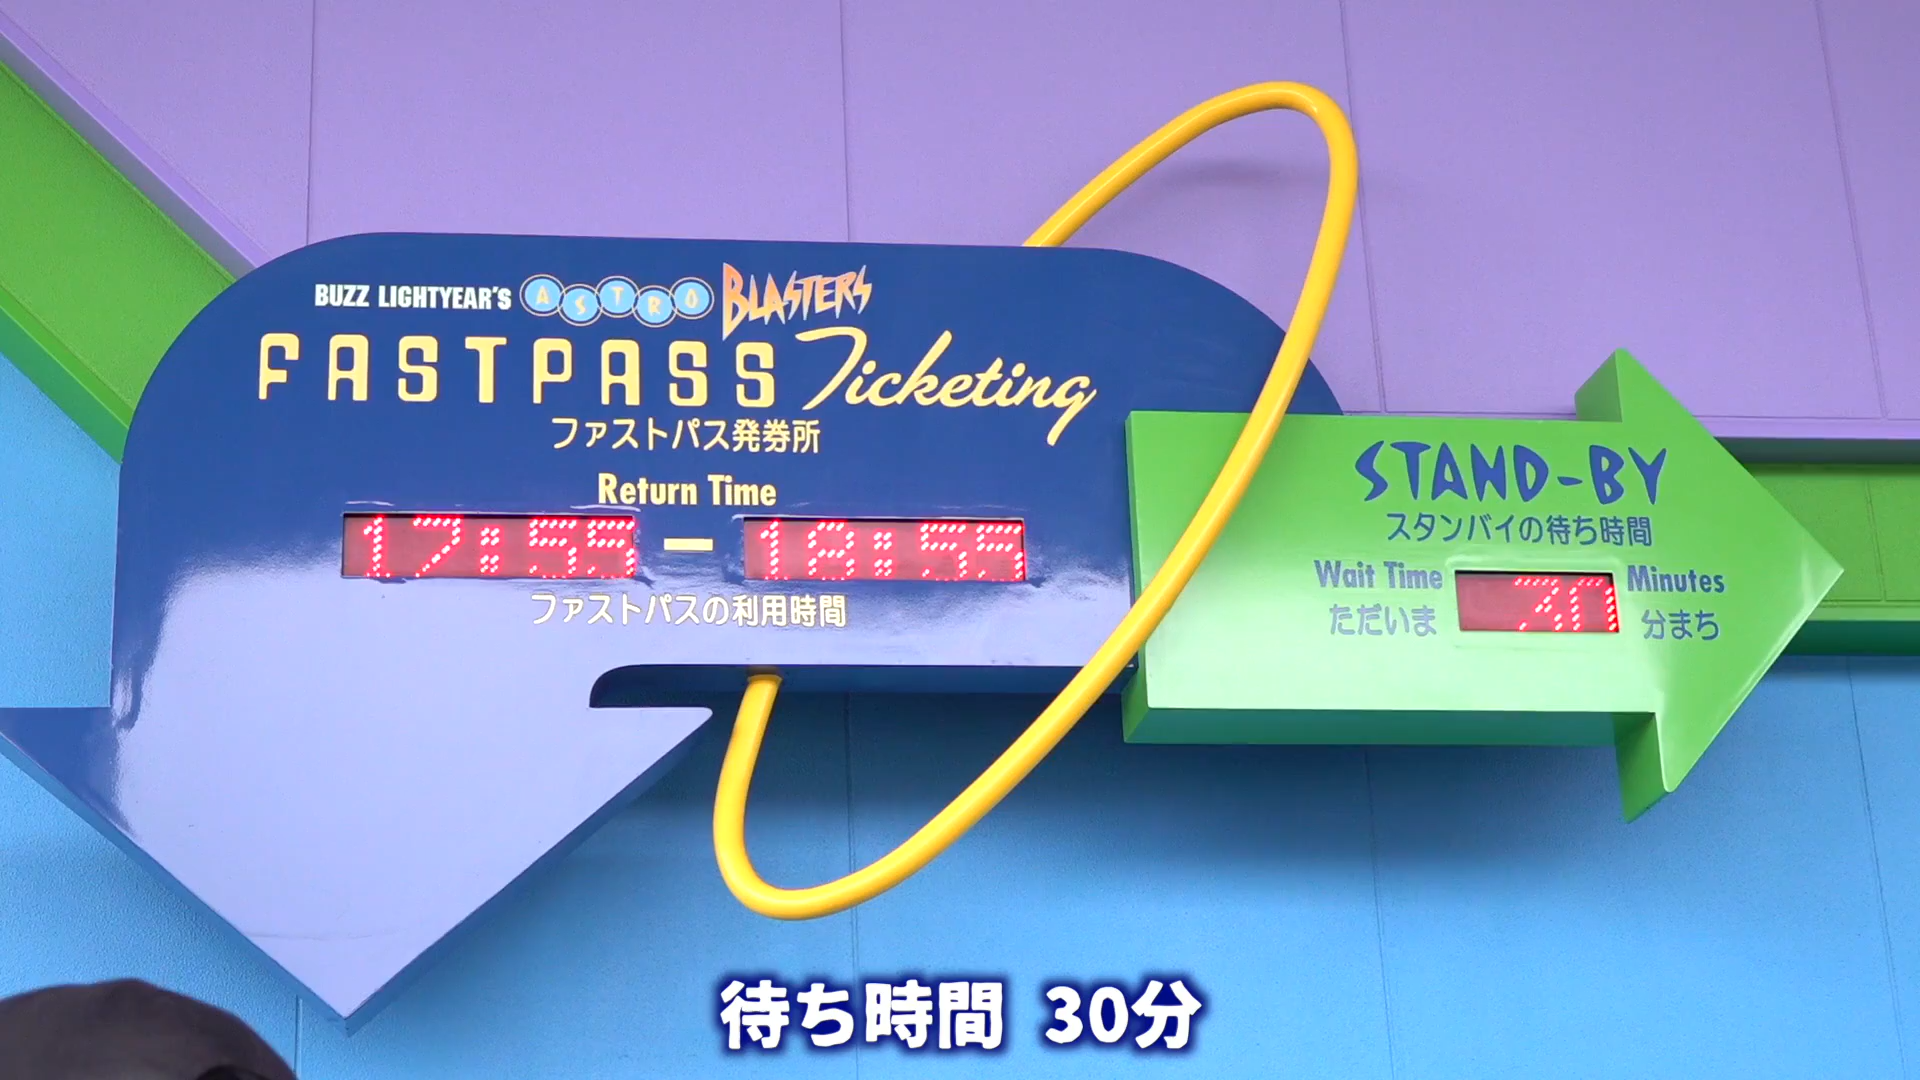 BUZZ LIGHTYEAR'S ASTRO BLASTERS
FASTPASS Ticketing
ファストパス発券所
Return Time
17:55 — 18:55
ファストパスの利用時間
STAND-BY
スタンバイの待ち時間
Wait Time 30 Minutes
ただいま 分まち
待ち時間 30分